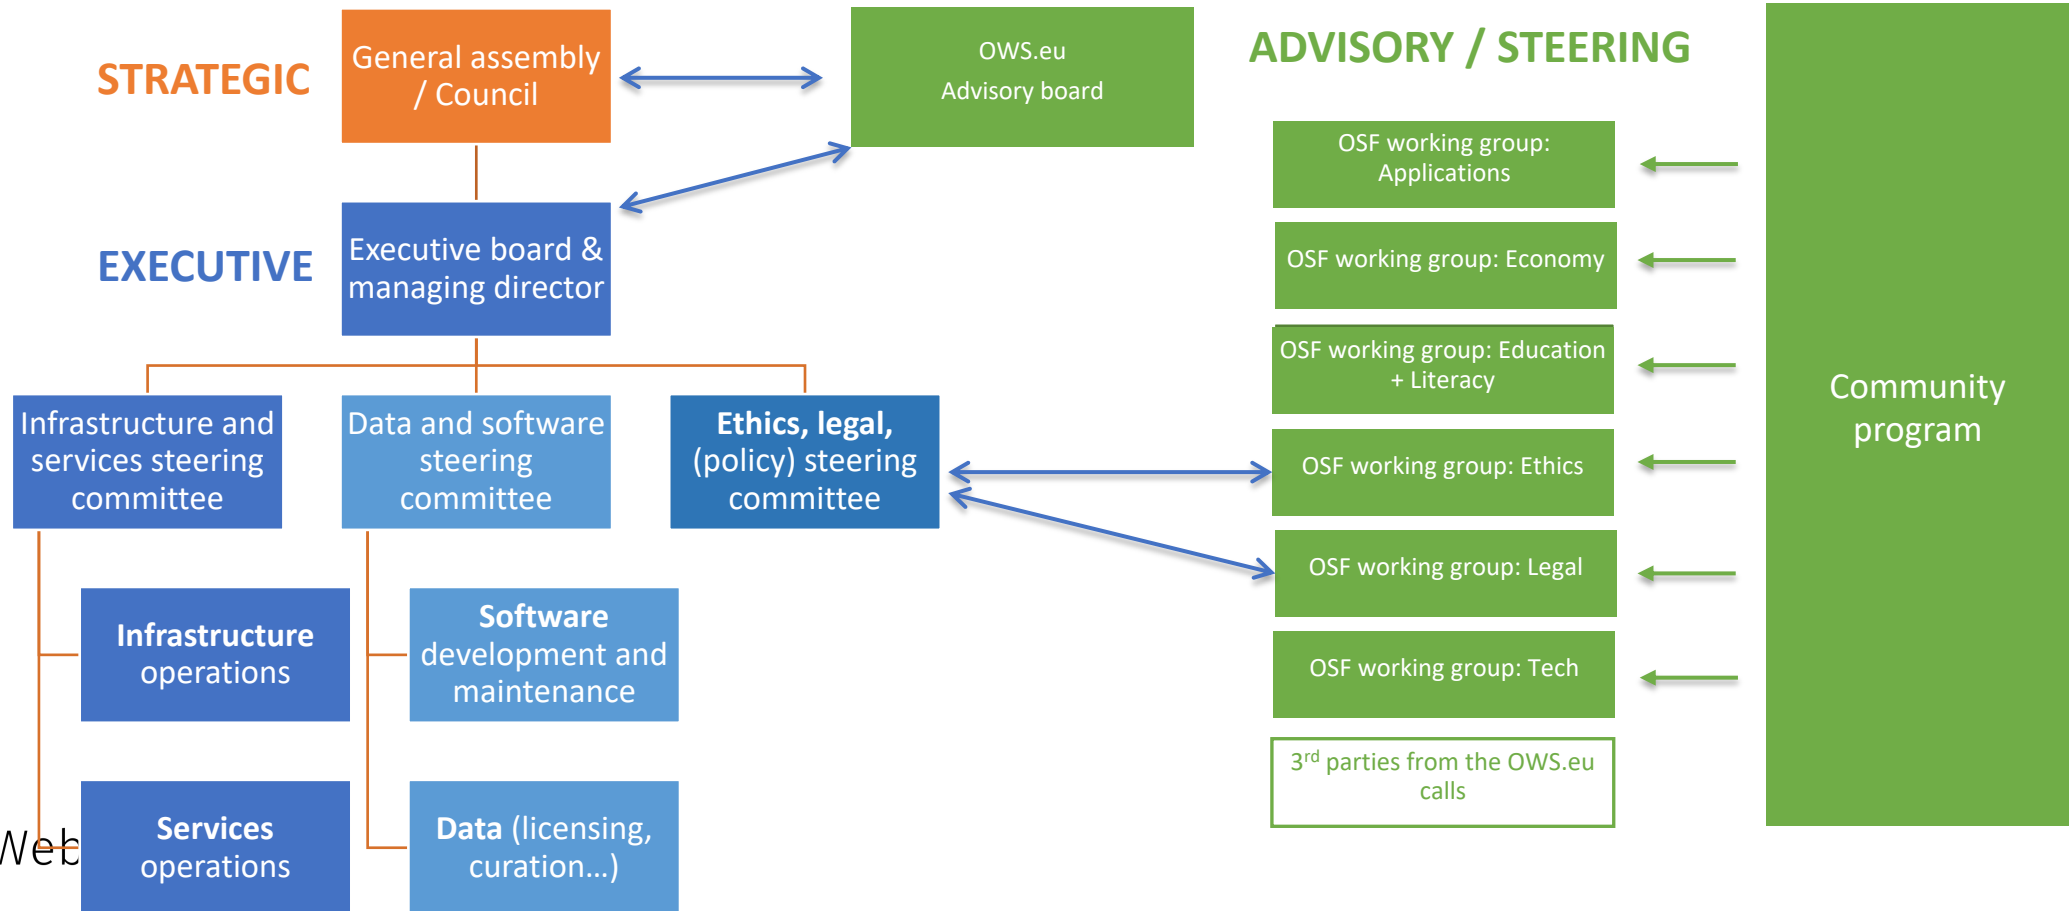 STRATEGIC
General assembly
/ Council
OWS.eu
Advisory board
ADVISORY / STEERING
EXECUTIVE
Executive board &
managing director
Infrastructure and
services steering
committee
Data and software
steering
committee
Ethics, legal,
(policy) steering
committee
Infrastructure
operations
Software
development and
maintenance
Services
operations
Data (licensing,
curation…)
OSF working group:
Applications
OSF working group: Economy
OSF working group: Education
+ Literacy
OSF working group: Ethics
OSF working group: Legal
OSF working group: Tech
3rd parties from the OWS.eu
calls
Community
program
Web